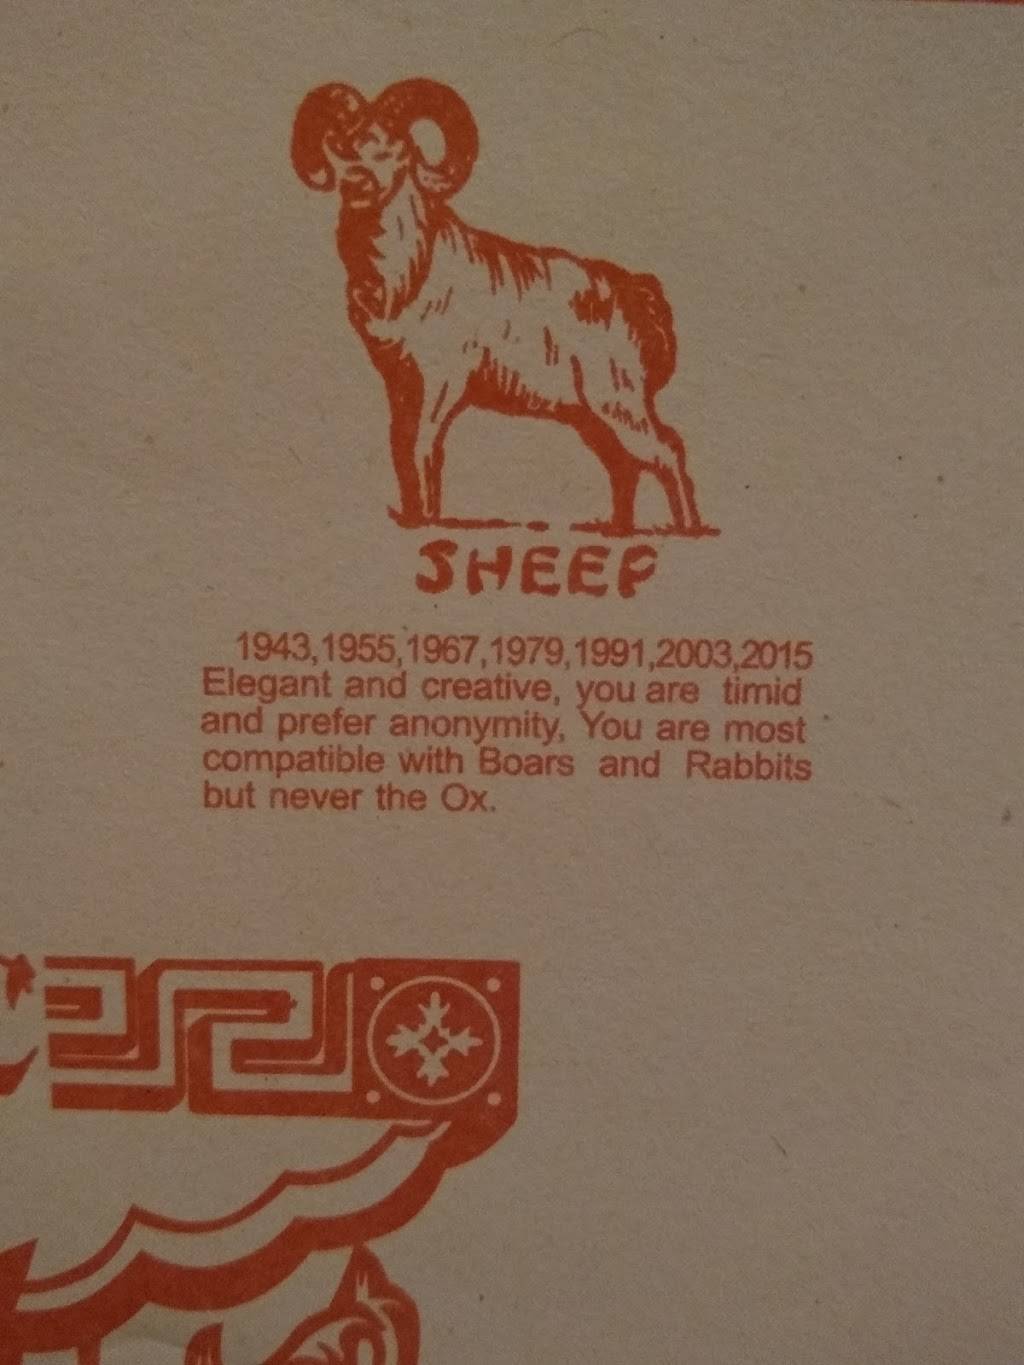 SHEEP
1943,1955,1967,1979,1991,2003,2015
Elegant and creative, you are timid
and prefer anonymity, You are most
compatible with Boars and Rabbits
but never the Ox.